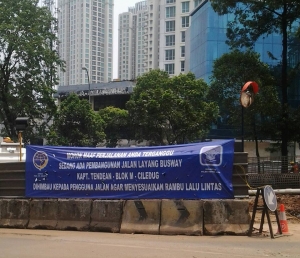 MOHON MAAF PERJALANAN ANDA TERGANGGU
SEDANG ADA PEMBANGUNAN JALAN LAYANG BUSWAY
KAPT. TENDEAN - BLOK M - CILEDUG
DIHIMBAU KEPADA PENGGUNA JALAN AGAR MENYESUAIKAN RAMBU LALU LINTAS